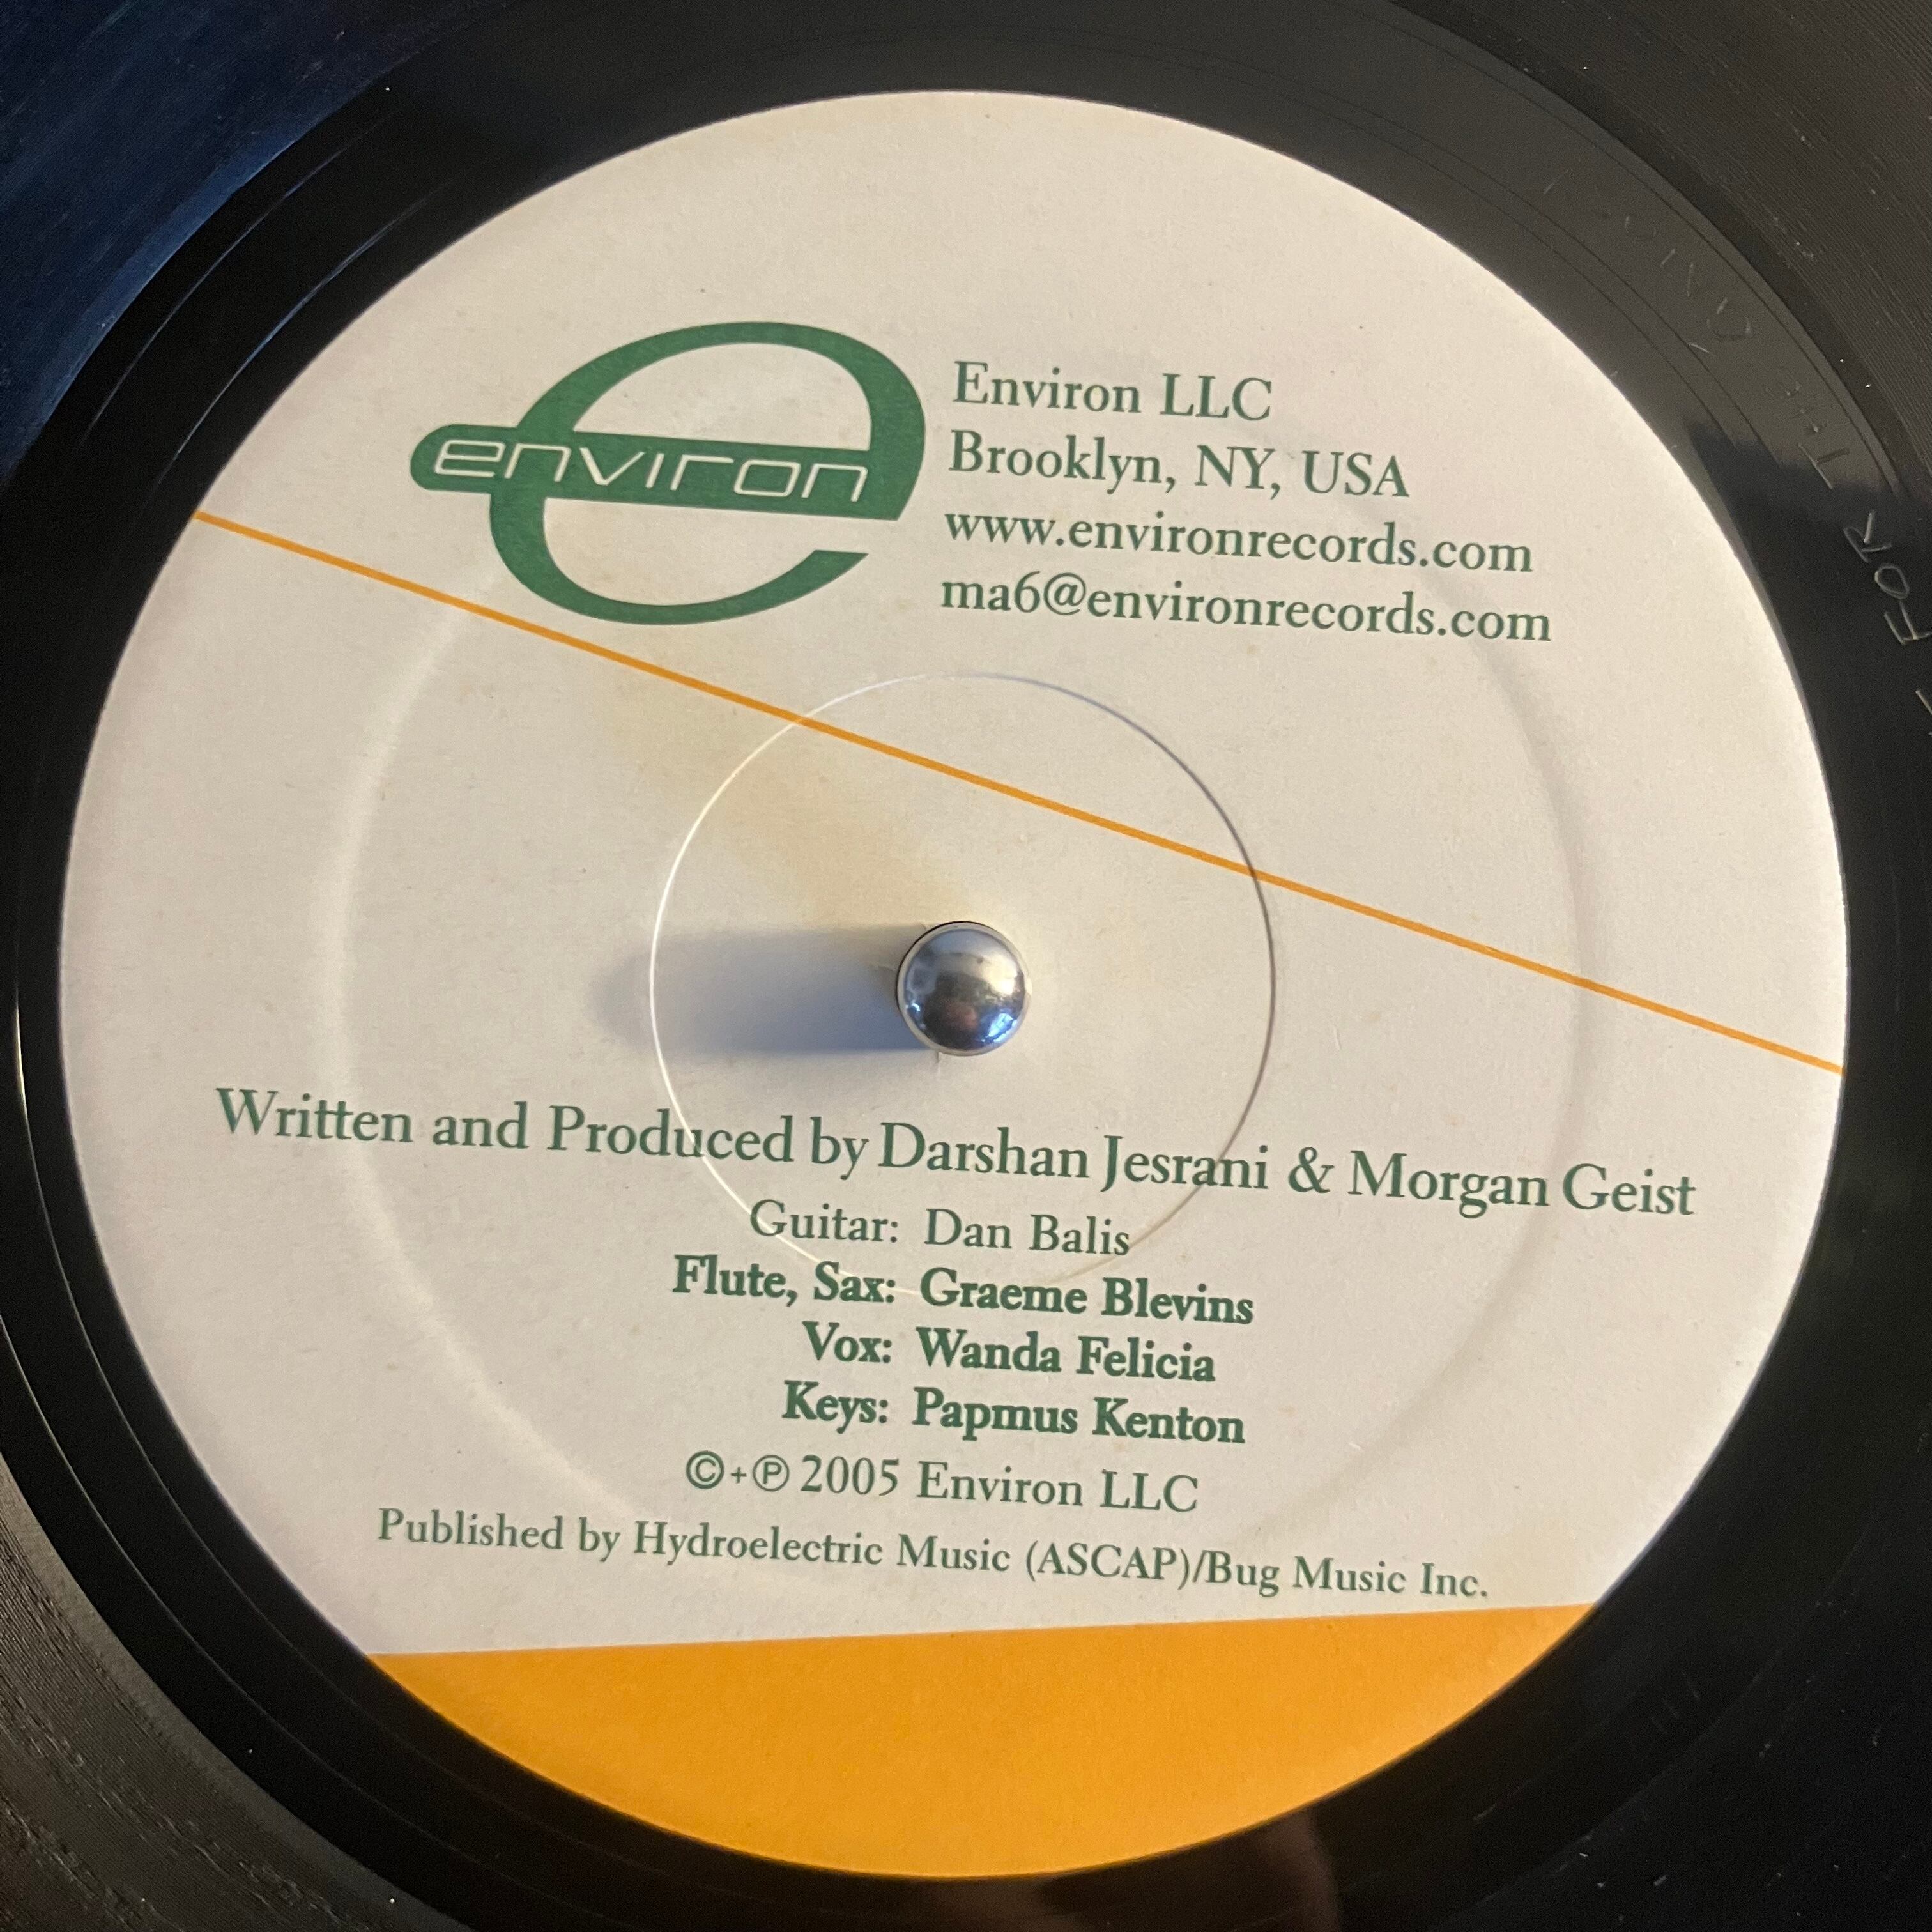 environ
Environ LLC
Brooklyn, NY, USA
www.environrecords.com
ma6@environrecords.com
Written and Produced by Darshan Jesrani & Morgan Geist
Guitar: Dan Balis
Flute, Sax: Graeme Blevins
Vox: Wanda Felicia
Keys: Papmus Kenton
©+℗ 2005 Environ LLC
Published by Hydroelectric Music (ASCAP)/Bug Music Inc.
FOR